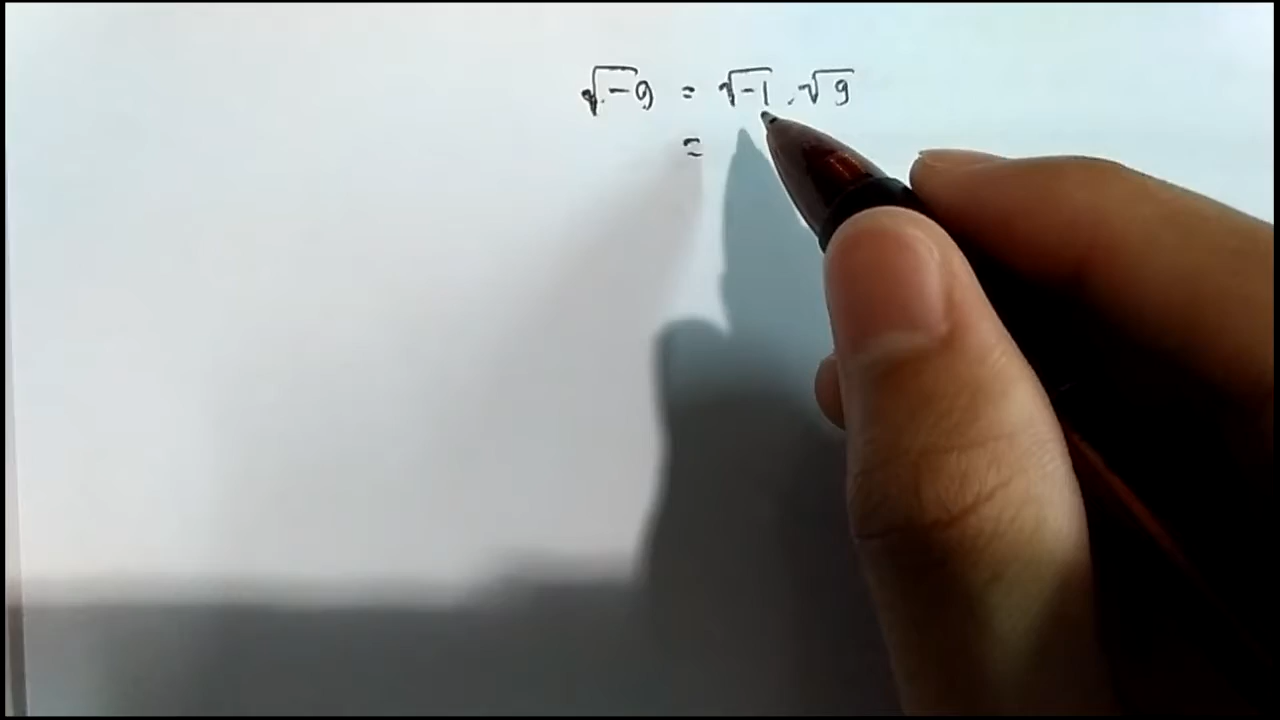 √-9 = √-1 . √9
=